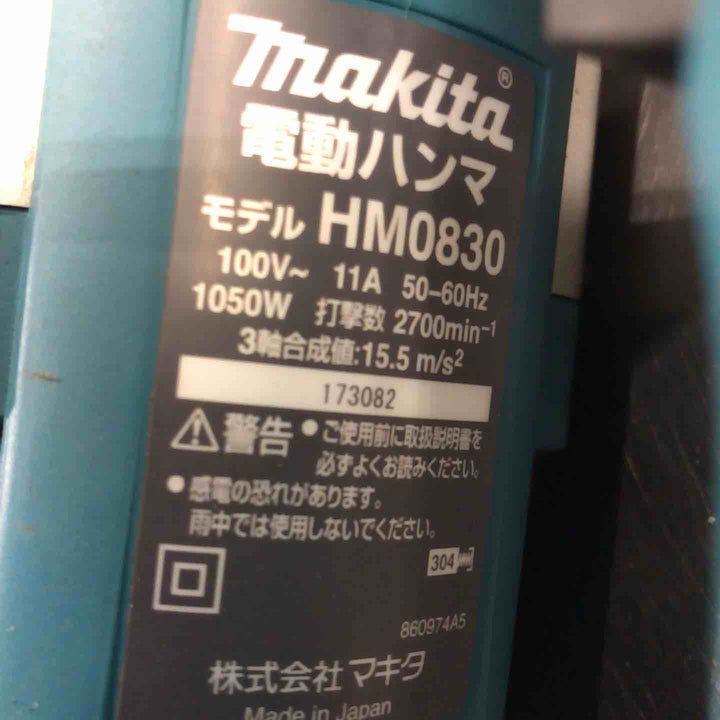 makita®
電動ハンマ
モデル HM0830
100V~ 11A 50-60Hz
1050W 打撃数 2700min⁻¹
3軸合成値:15.5 m/s²
173082
警告 ●ご使用前に取扱説明書を
必ずよくお読みください。
●感電の恐れがあります。
雨中では使用しないでください。
304
860974A5
株式会社 マキタ
Made in Japan